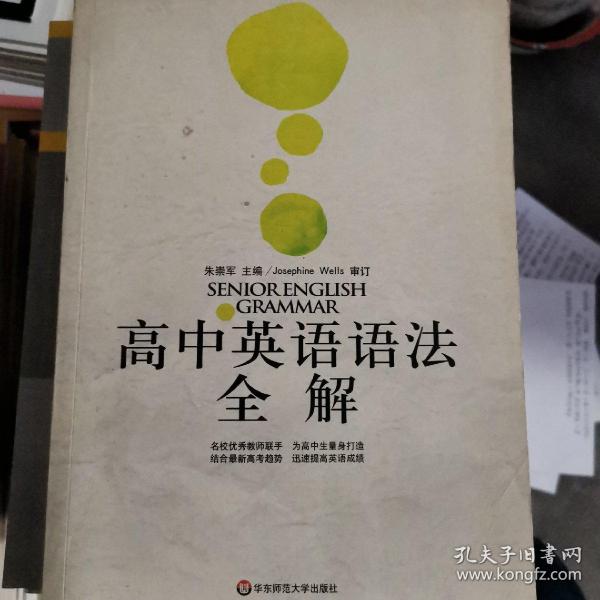 朱崇军 主编/Josephine Wells 审订
SENIOR ENGLISH
GRAMMAR
高中英语语法
全 解
名校优秀教师联手 为高中生量身打造
结合最新高考趋势 迅速提高英语成绩
华东师范大学出版社
孔夫子旧书网
www.kongfz.com